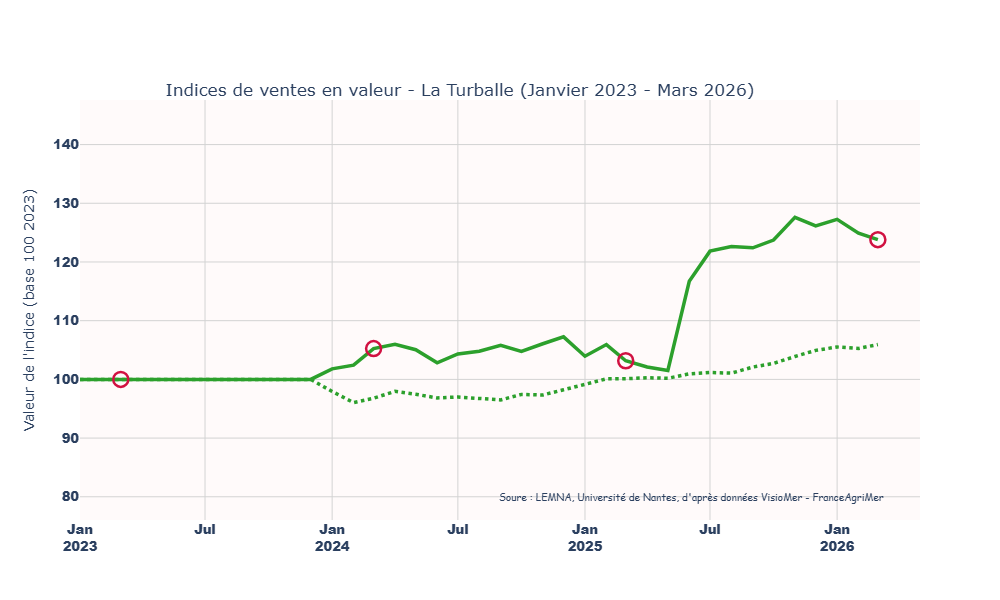 Indices de ventes en valeur - La Turballe (Janvier 2023 - Mars 2026)
Valeur de l'indice (base 100 2023)
140
130
120
110
100
90
80
Soure : LEMNA, Université de Nantes, d'après données VisioMer - FranceAgriMer
Jan Jul Jan Jul Jan Jul Jan
2023 2024 2025 2026